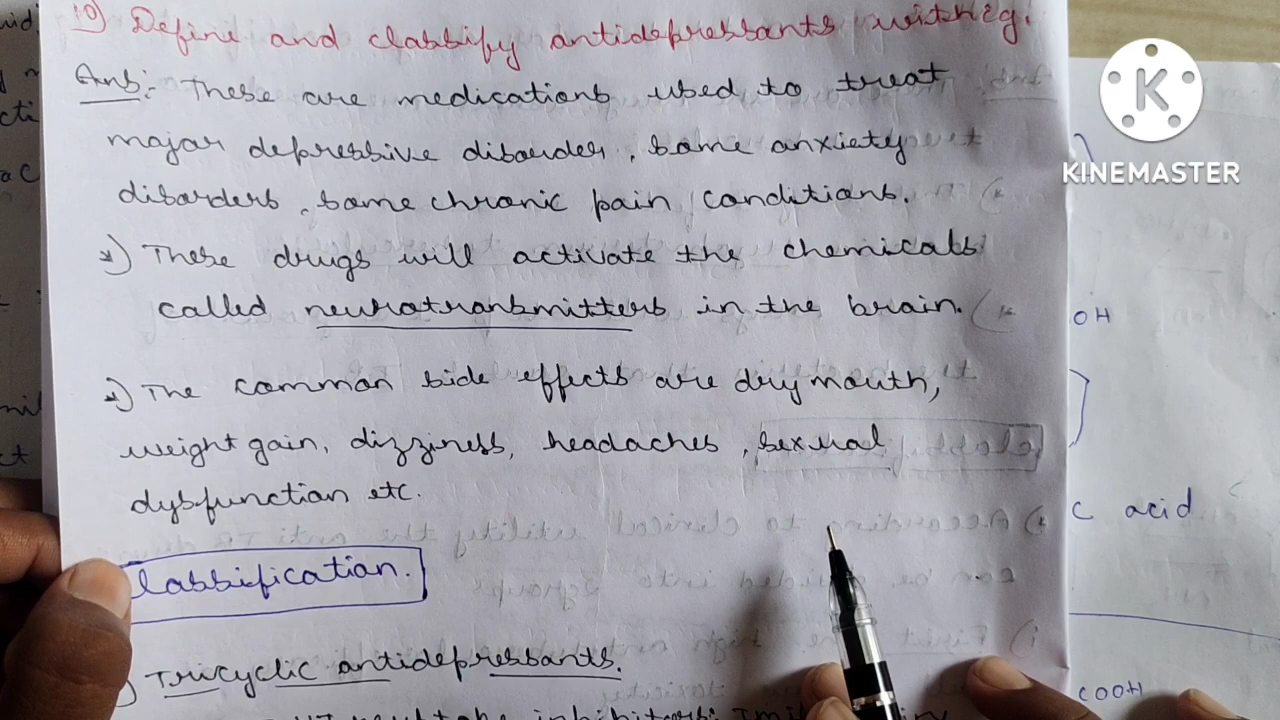 10) Define and classify antidepressants with eg.
Ans: These are medications used to treat
major depressive disorder, some anxiety
disorders, some chronic pain conditions.
*) These drugs will activate the chemicals
called neurotransmitters in the brain.
*) The common side effects are dry mouth,
weight gain, dizziness, headaches, sexual
dysfunction etc.
classification.
) Tricyclic antidepressants.
inhibitors:
K
KINEMASTER
OH
C acid
COOH